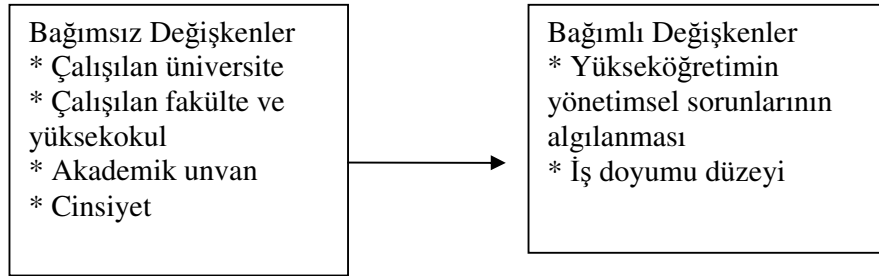 Bağımsız Değişkenler
* Çalışılan üniversite
* Çalışılan fakülte ve
yüksekokul
* Akademik unvan
* Cinsiyet
Bağımlı Değişkenler
* Yükseköğretimin
yönetimsel sorunlarının
algılanması
* İş doyumu düzeyi